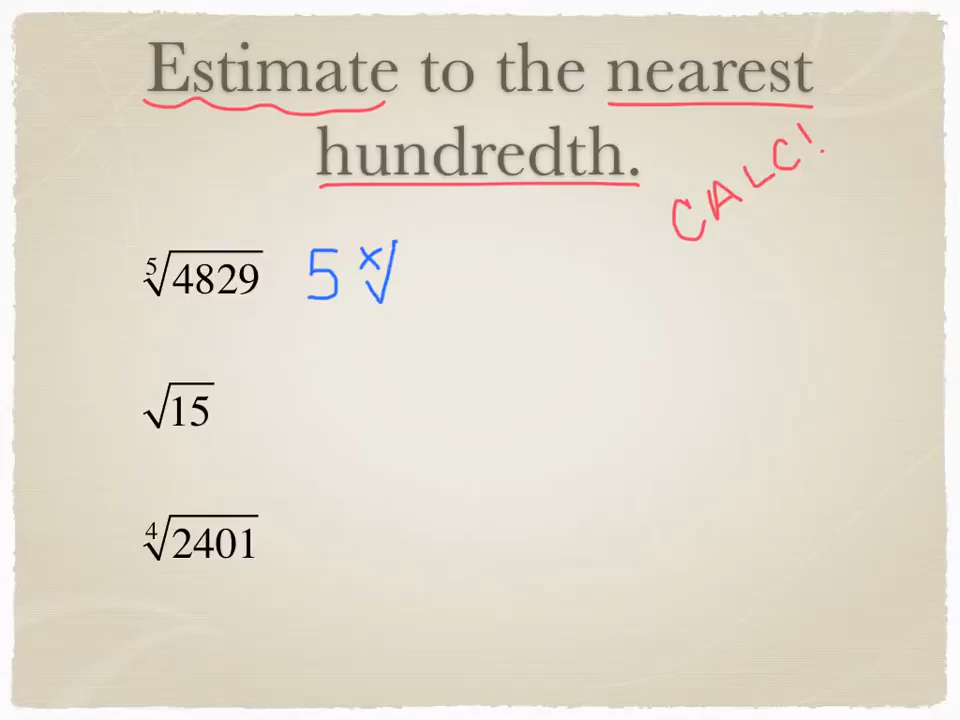 Estimate to the nearest
hundredth.
CALC!
⁵√4829 5 ˣ√
√15
⁴√2401